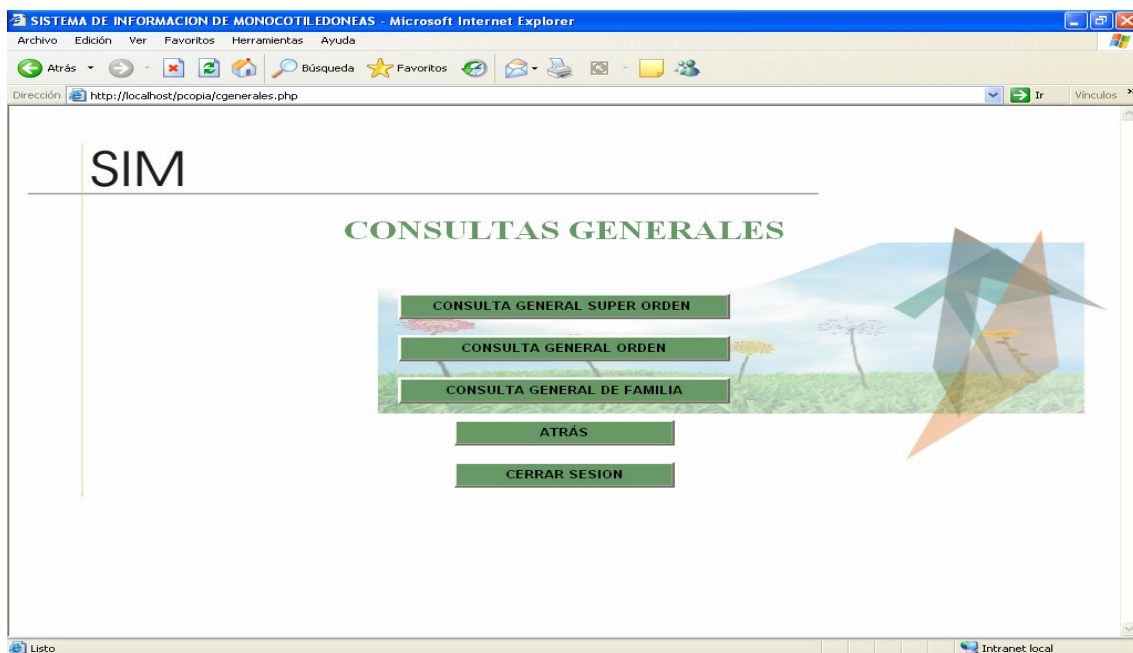 SISTEMA DE INFORMACION DE MONOCOTILEDONEAS - Microsoft Internet Explorer
Archivo Edición Ver Favoritos Herramientas Ayuda
Atrás Búsqueda Favoritos
Dirección http://localhost/pcopia/cgenerales.php Ir Vínculos »
SIM
CONSULTAS GENERALES
CONSULTA GENERAL SUPER ORDEN
CONSULTA GENERAL ORDEN
CONSULTA GENERAL DE FAMILIA
ATRÁS
CERRAR SESION
Listo Intranet local